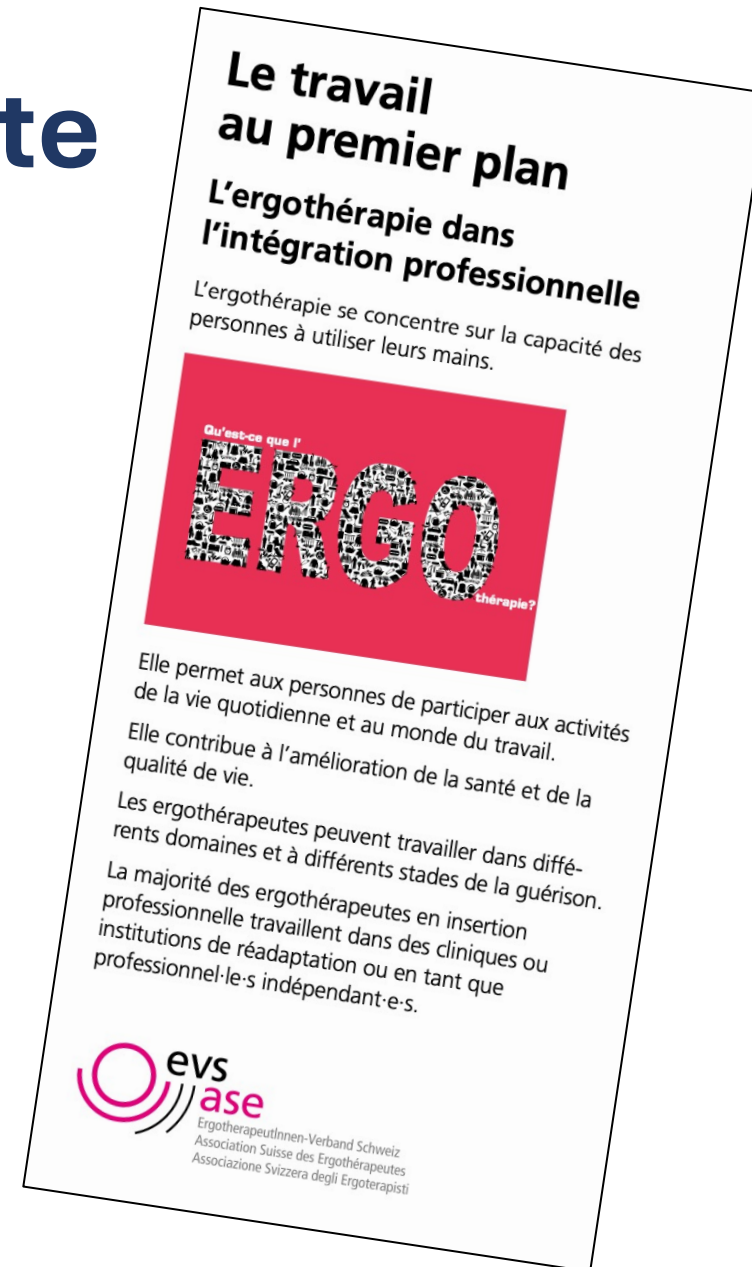 te
Le travail
au premier plan
L'ergothérapie dans
l'intégration professionnelle
L'ergothérapie se concentre sur la capacité des
personnes à utiliser leurs mains.
Qu'est-ce que l'
ERGO
thérapie?
Elle permet aux personnes de participer aux activités
de la vie quotidienne et au monde du travail.
Elle contribue à l'amélioration de la santé et de la
qualité de vie.
Les ergothérapeutes peuvent travailler dans diffé-
rents domaines et à différents stades de la guérison.
La majorité des ergothérapeutes en insertion
professionnelle travaillent dans des cliniques ou
institutions de réadaptation ou en tant que
professionnel·le·s indépendant·e·s.
evs
ase
ErgotherapeutInnen-Verband Schweiz
Association Suisse des Ergothérapeutes
Associazione Svizzera degli Ergoterapisti